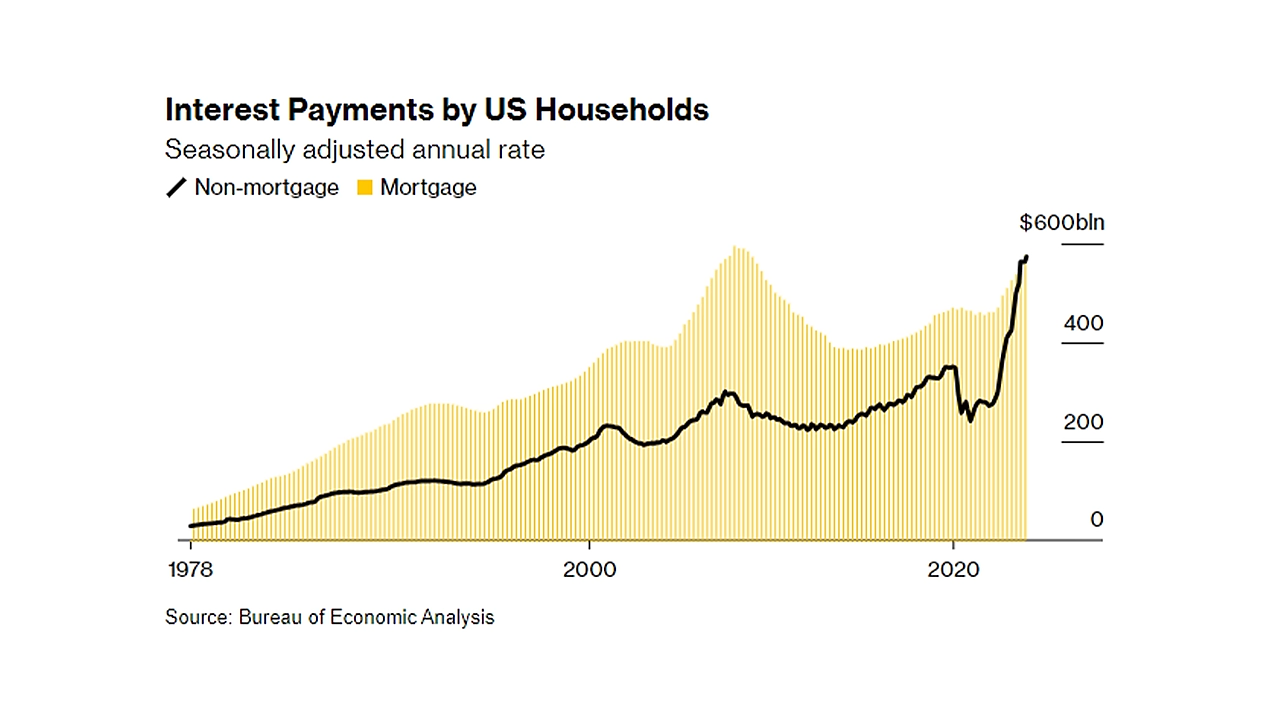 Interest Payments by US Households
Seasonally adjusted annual rate
Non-mortgage Mortgage
$600bln
400
200
0
1978 2000 2020
Source: Bureau of Economic Analysis